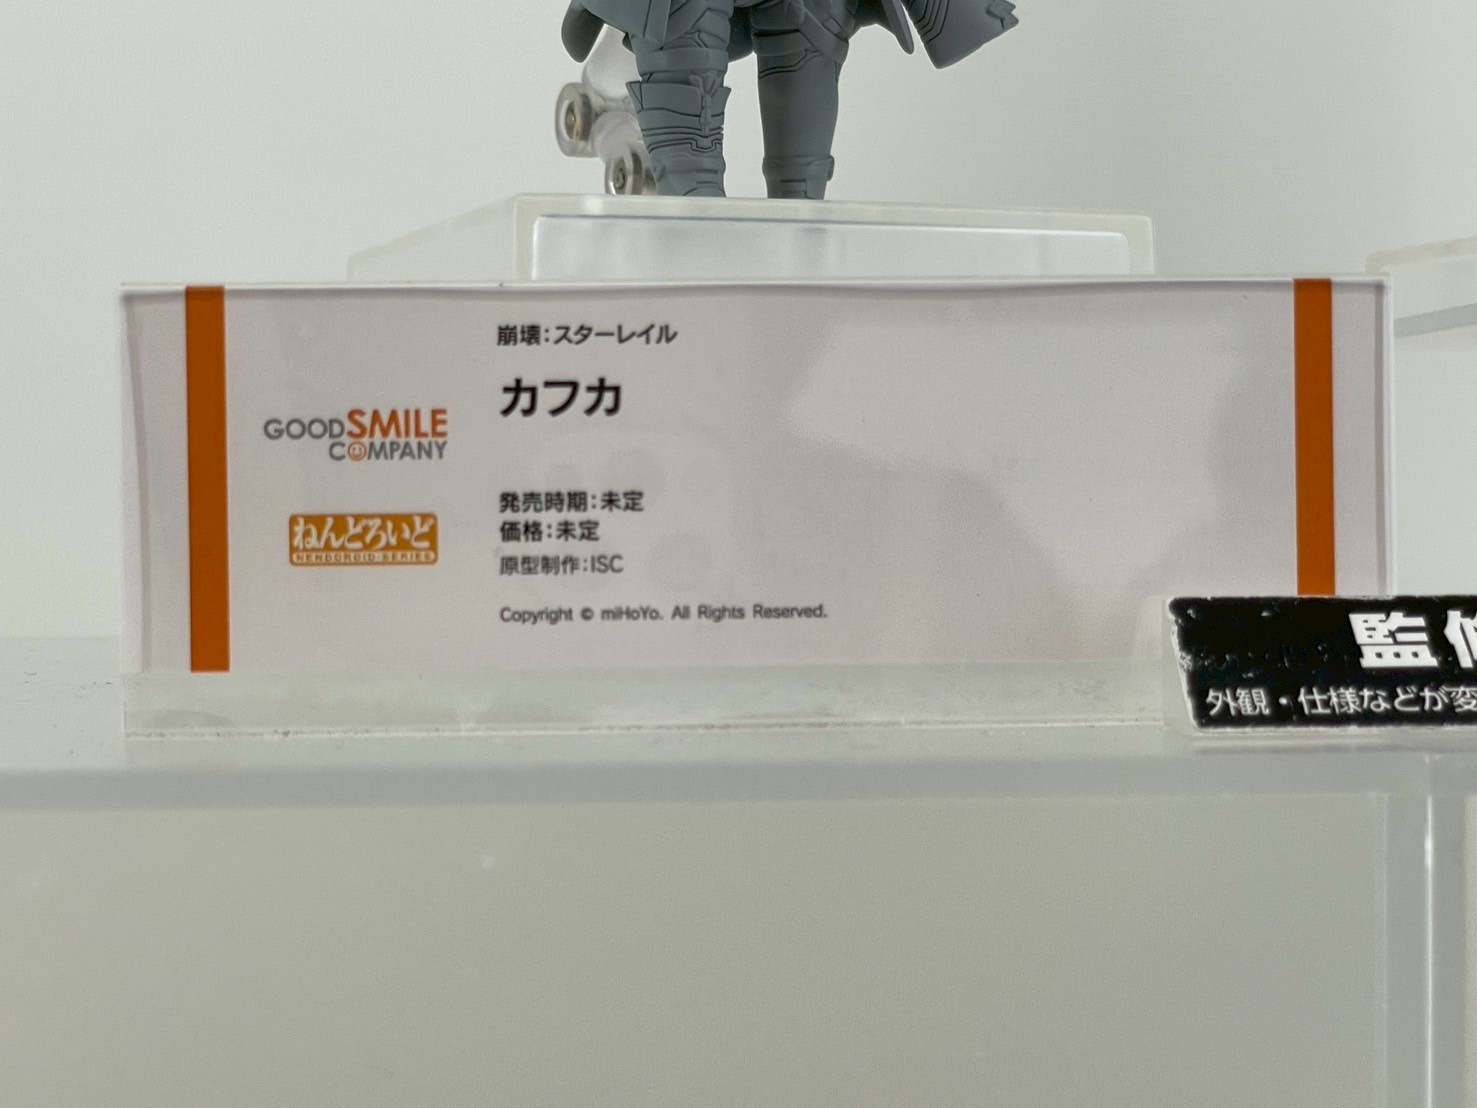 崩壊：スターレイル
カフカ
GOODSMILE
COMPANY
ねんどろいど
NENDOROID SERIES
発売時期：未定
価格：未定
原型制作：ISC
Copyright © miHoYo. All Rights Reserved.
監修
外観・仕様などが変